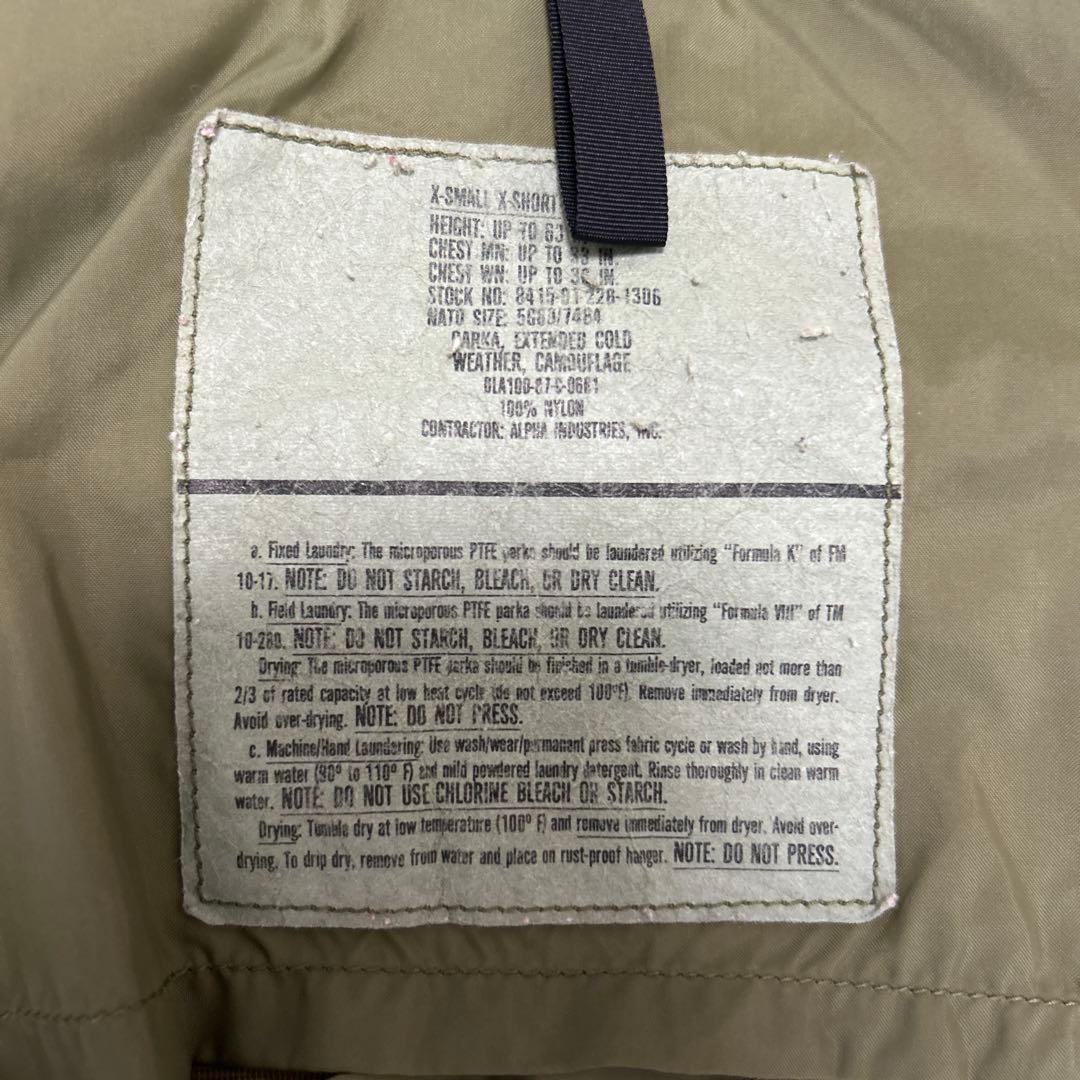 X-SMALL X-SHORT
HEIGHT: UP TO 63
CHEST MN: UP TO 33 IN.
CHEST WN: UP TO 36 IN.
STOCK NO: 8415-01-228-1306
NATO SIZE: 5060/7484
PARKA, EXTENDED COLD
WEATHER, CAMOUFLAGE
DLA100-87-C-0661
100% NYLON
CONTRACTOR: ALPHA INDUSTRIES, INC.
a. Fixed Laundry: The microporous PTFE parka should be laundered utilizing "Formula K" of FM
10-17. NOTE: DO NOT STARCH, BLEACH, OR DRY CLEAN.
b. Field Laundry: The microporous PTFE parka should be laundered utilizing "Formula VIII" of TM
10-280. NOTE: DO NOT STARCH, BLEACH, OR DRY CLEAN.
Drying: The microporous PTFE parka should be finished in a tumble-dryer, loaded not more than
2/3 of rated capacity at low heat cycle (do not exceed 100ºF). Remove immediately from dryer.
Avoid over-drying. NOTE: DO NOT PRESS.
c. Machine/Hand Laundering: Use wash/wear/permanent press fabric cycle or wash by hand, using
warm water (90º to 110º F) and mild powdered laundry detergent. Rinse thoroughly in clean warm
water. NOTE: DO NOT USE CHLORINE BLEACH OR STARCH.
Drying: Tumble dry at low temperature (100º F) and remove immediately from dryer. Avoid over-
drying. To drip dry, remove from water and place on rust-proof hanger. NOTE: DO NOT PRESS.